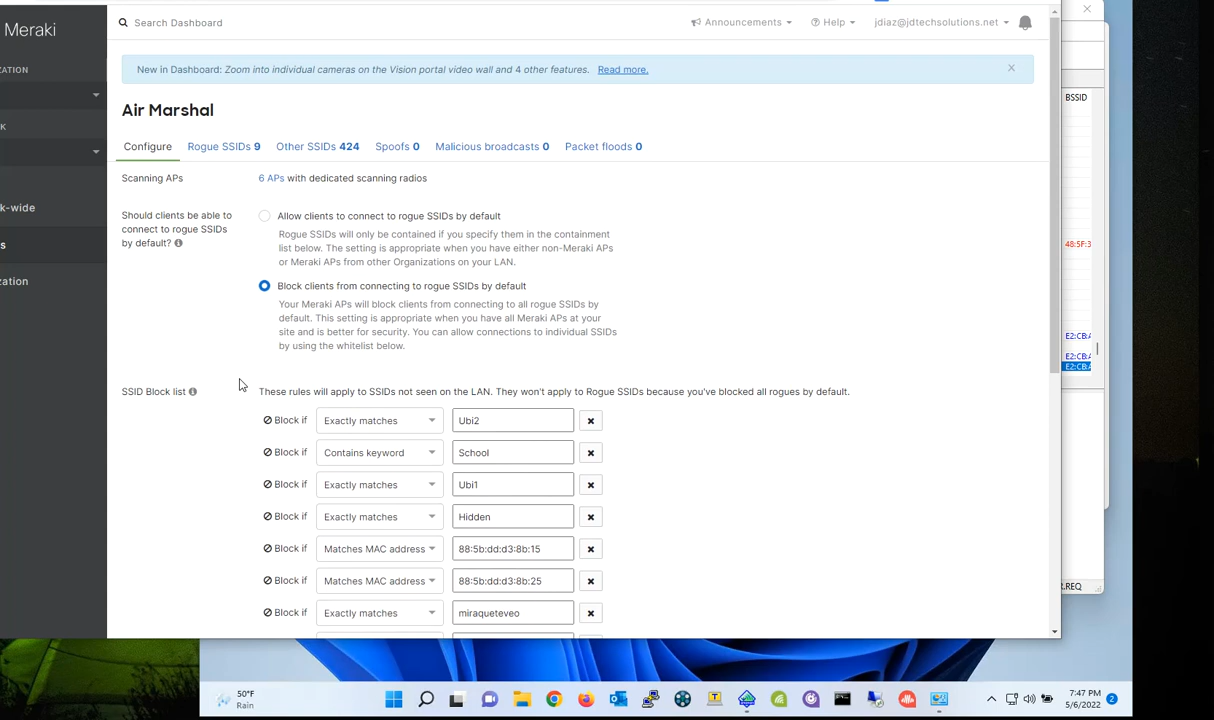 Meraki
Search Dashboard
Announcements
Help
jdiaz@jdtechsolutions.net
ZATION
K
k-wide
s
zation
New in Dashboard: Zoom into individual cameras on the Vision portal video wall and 4 other features. Read more.
Air Marshal
Configure
Rogue SSIDs 9
Other SSIDs 424
Spoofs 0
Malicious broadcasts 0
Packet floods 0
Scanning APs
6 APs with dedicated scanning radios
Should clients be able to
connect to rogue SSIDs
by default?
Allow clients to connect to rogue SSIDs by default
Rogue SSIDs will only be contained if you specify them in the containment
list below. The setting is appropriate when you have either non-Meraki APs
or Meraki APs from other Organizations on your LAN.
Block clients from connecting to rogue SSIDs by default
Your Meraki APs will block clients from connecting to all rogue SSIDs by
default. This setting is appropriate when you have all Meraki APs at your
site and is better for security. You can allow connections to individual SSIDs
by using the whitelist below.
SSID Block list
These rules will apply to SSIDs not seen on the LAN. They won't apply to Rogue SSIDs because you've blocked all rogues by default.
Block if Exactly matches Ubi2
Block if Contains keyword School
Block if Exactly matches Ubi1
Block if Exactly matches Hidden
Block if Matches MAC address 88:5b:dd:d3:8b:15
Block if Matches MAC address 88:5b:dd:d3:8b:25
Block if Exactly matches miraqueteveo
BSSID
48:5F:3
E2:CB:A
E2:CB:A
E2:CB:A
R.REQ
50°F
Rain
7:47 PM
5/6/2022
2